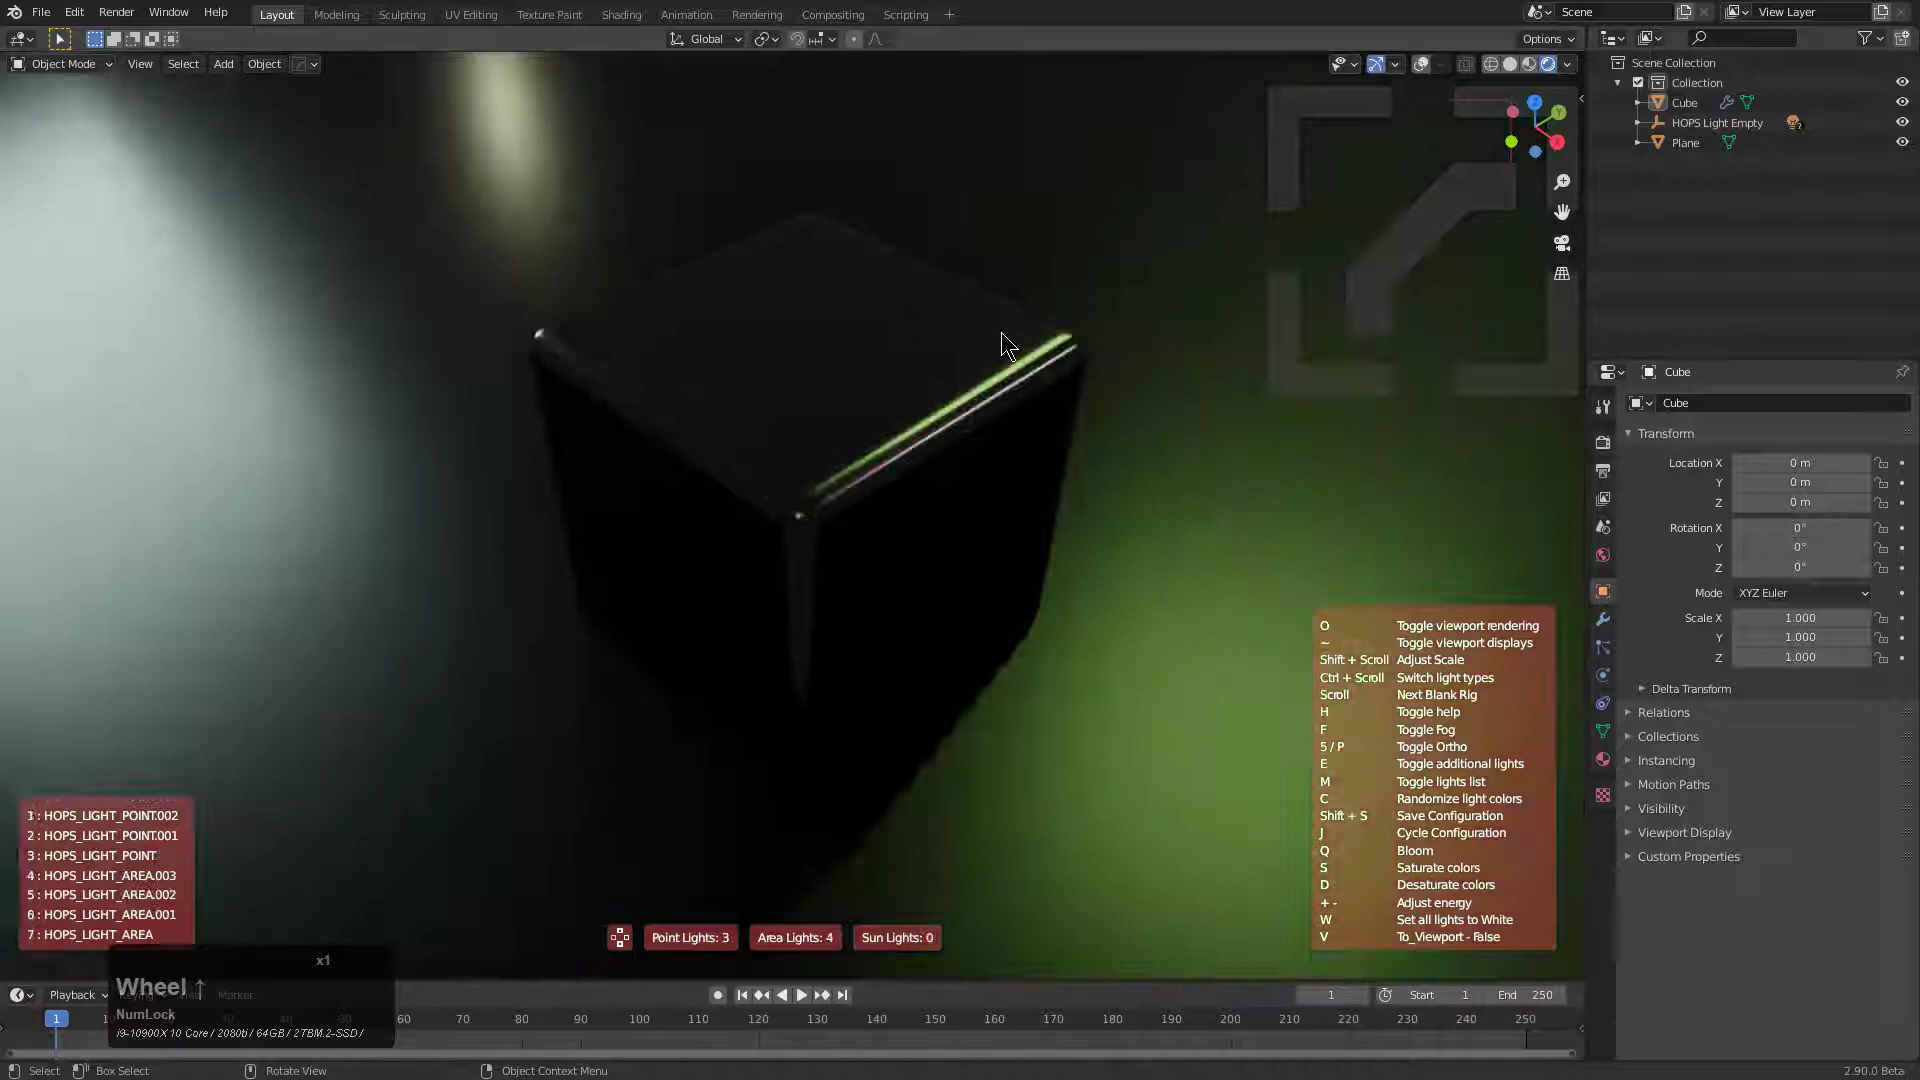 File Edit Render Window Help
Layout Modeling Sculpting UV Editing Texture Paint Shading Animation Rendering Compositing Scripting +
Scene
View Layer
Global
Options
Object Mode View Select Add Object
Scene Collection
Collection
Cube
HOPS Light Empty
Plane
Cube
Cube
Transform
Location X 0 m
Y 0 m
Z 0 m
Rotation X 0°
Y 0°
Z 0°
Mode XYZ Euler
Scale X 1.000
Y 1.000
Z 1.000
Delta Transform
Relations
Collections
Instancing
Motion Paths
Visibility
Viewport Display
Custom Properties
O Toggle viewport rendering
~ Toggle viewport displays
Shift + Scroll Adjust Scale
Ctrl + Scroll Switch light types
Scroll Next Blank Rig
H Toggle help
F Toggle Fog
5 / P Toggle Ortho
E Toggle additional lights
M Toggle lights list
C Randomize light colors
Shift + S Save Configuration
J Cycle Configuration
Q Bloom
S Saturate colors
D Desaturate colors
+ - Adjust energy
W Set all lights to White
V To_Viewport - False
1 : HOPS_LIGHT_POINT.002
2 : HOPS_LIGHT_POINT.001
3 : HOPS_LIGHT_POINT
4 : HOPS_LIGHT_AREA.003
5 : HOPS_LIGHT_AREA.002
6 : HOPS_LIGHT_AREA.001
7 : HOPS_LIGHT_AREA
Point Lights: 3 Area Lights: 4 Sun Lights: 0
x1
Wheel ↑
NumLock
i9-10900X 10 Core / 2080ti / 64GB / 2TBM.2-SSD /
Playback Keying View Marker
1 Start 1 End 250
1 60 70 80 90 100 110 120 130 140 150 160 170 180 190 200 210 220 230 240 250
Select Box Select Rotate View Object Context Menu 2.90.0 Beta